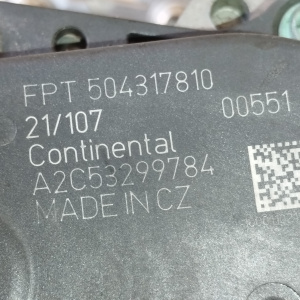 FPT 504317810
21/107 00551
Continental
A2C53299784
MADE IN CZ